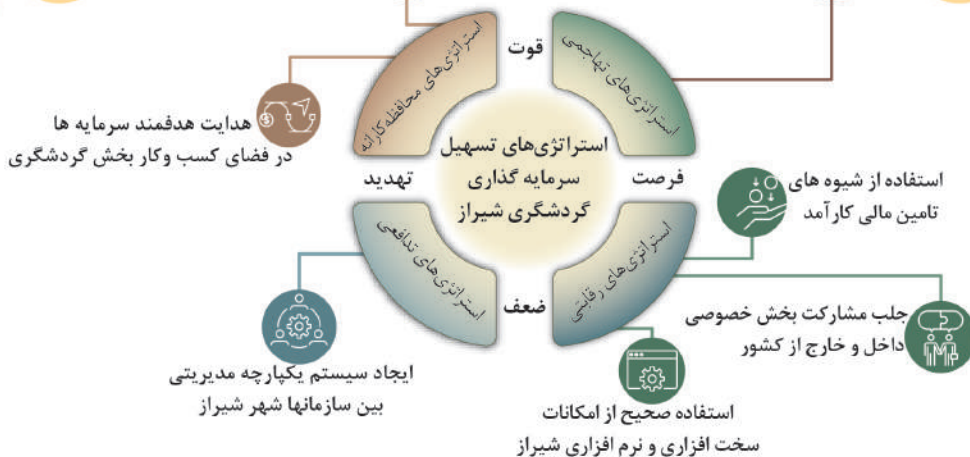 قوت
استراتژی‌های تهاجمی
استراتژی‌های محافظه‌کارانه
هدایت هدفمند سرمایه ها
در فضای کسب وکار بخش گردشگری
استراتژی‌های تسهیل
سرمایه گذاری
گردشگری شیراز
فرصت
تهدید
استفاده از شیوه های
تامین مالی کارآمد
استراتژی‌های رقابتی
استراتژی‌های تدافعی
ضعف
جلب مشارکت بخش خصوصی
داخل و خارج از کشور
ایجاد سیستم یکپارچه مدیریتی
بین سازمانها شهر شیراز
استفاده صحیح از امکانات
سخت افزاری و نرم افزاری شیراز